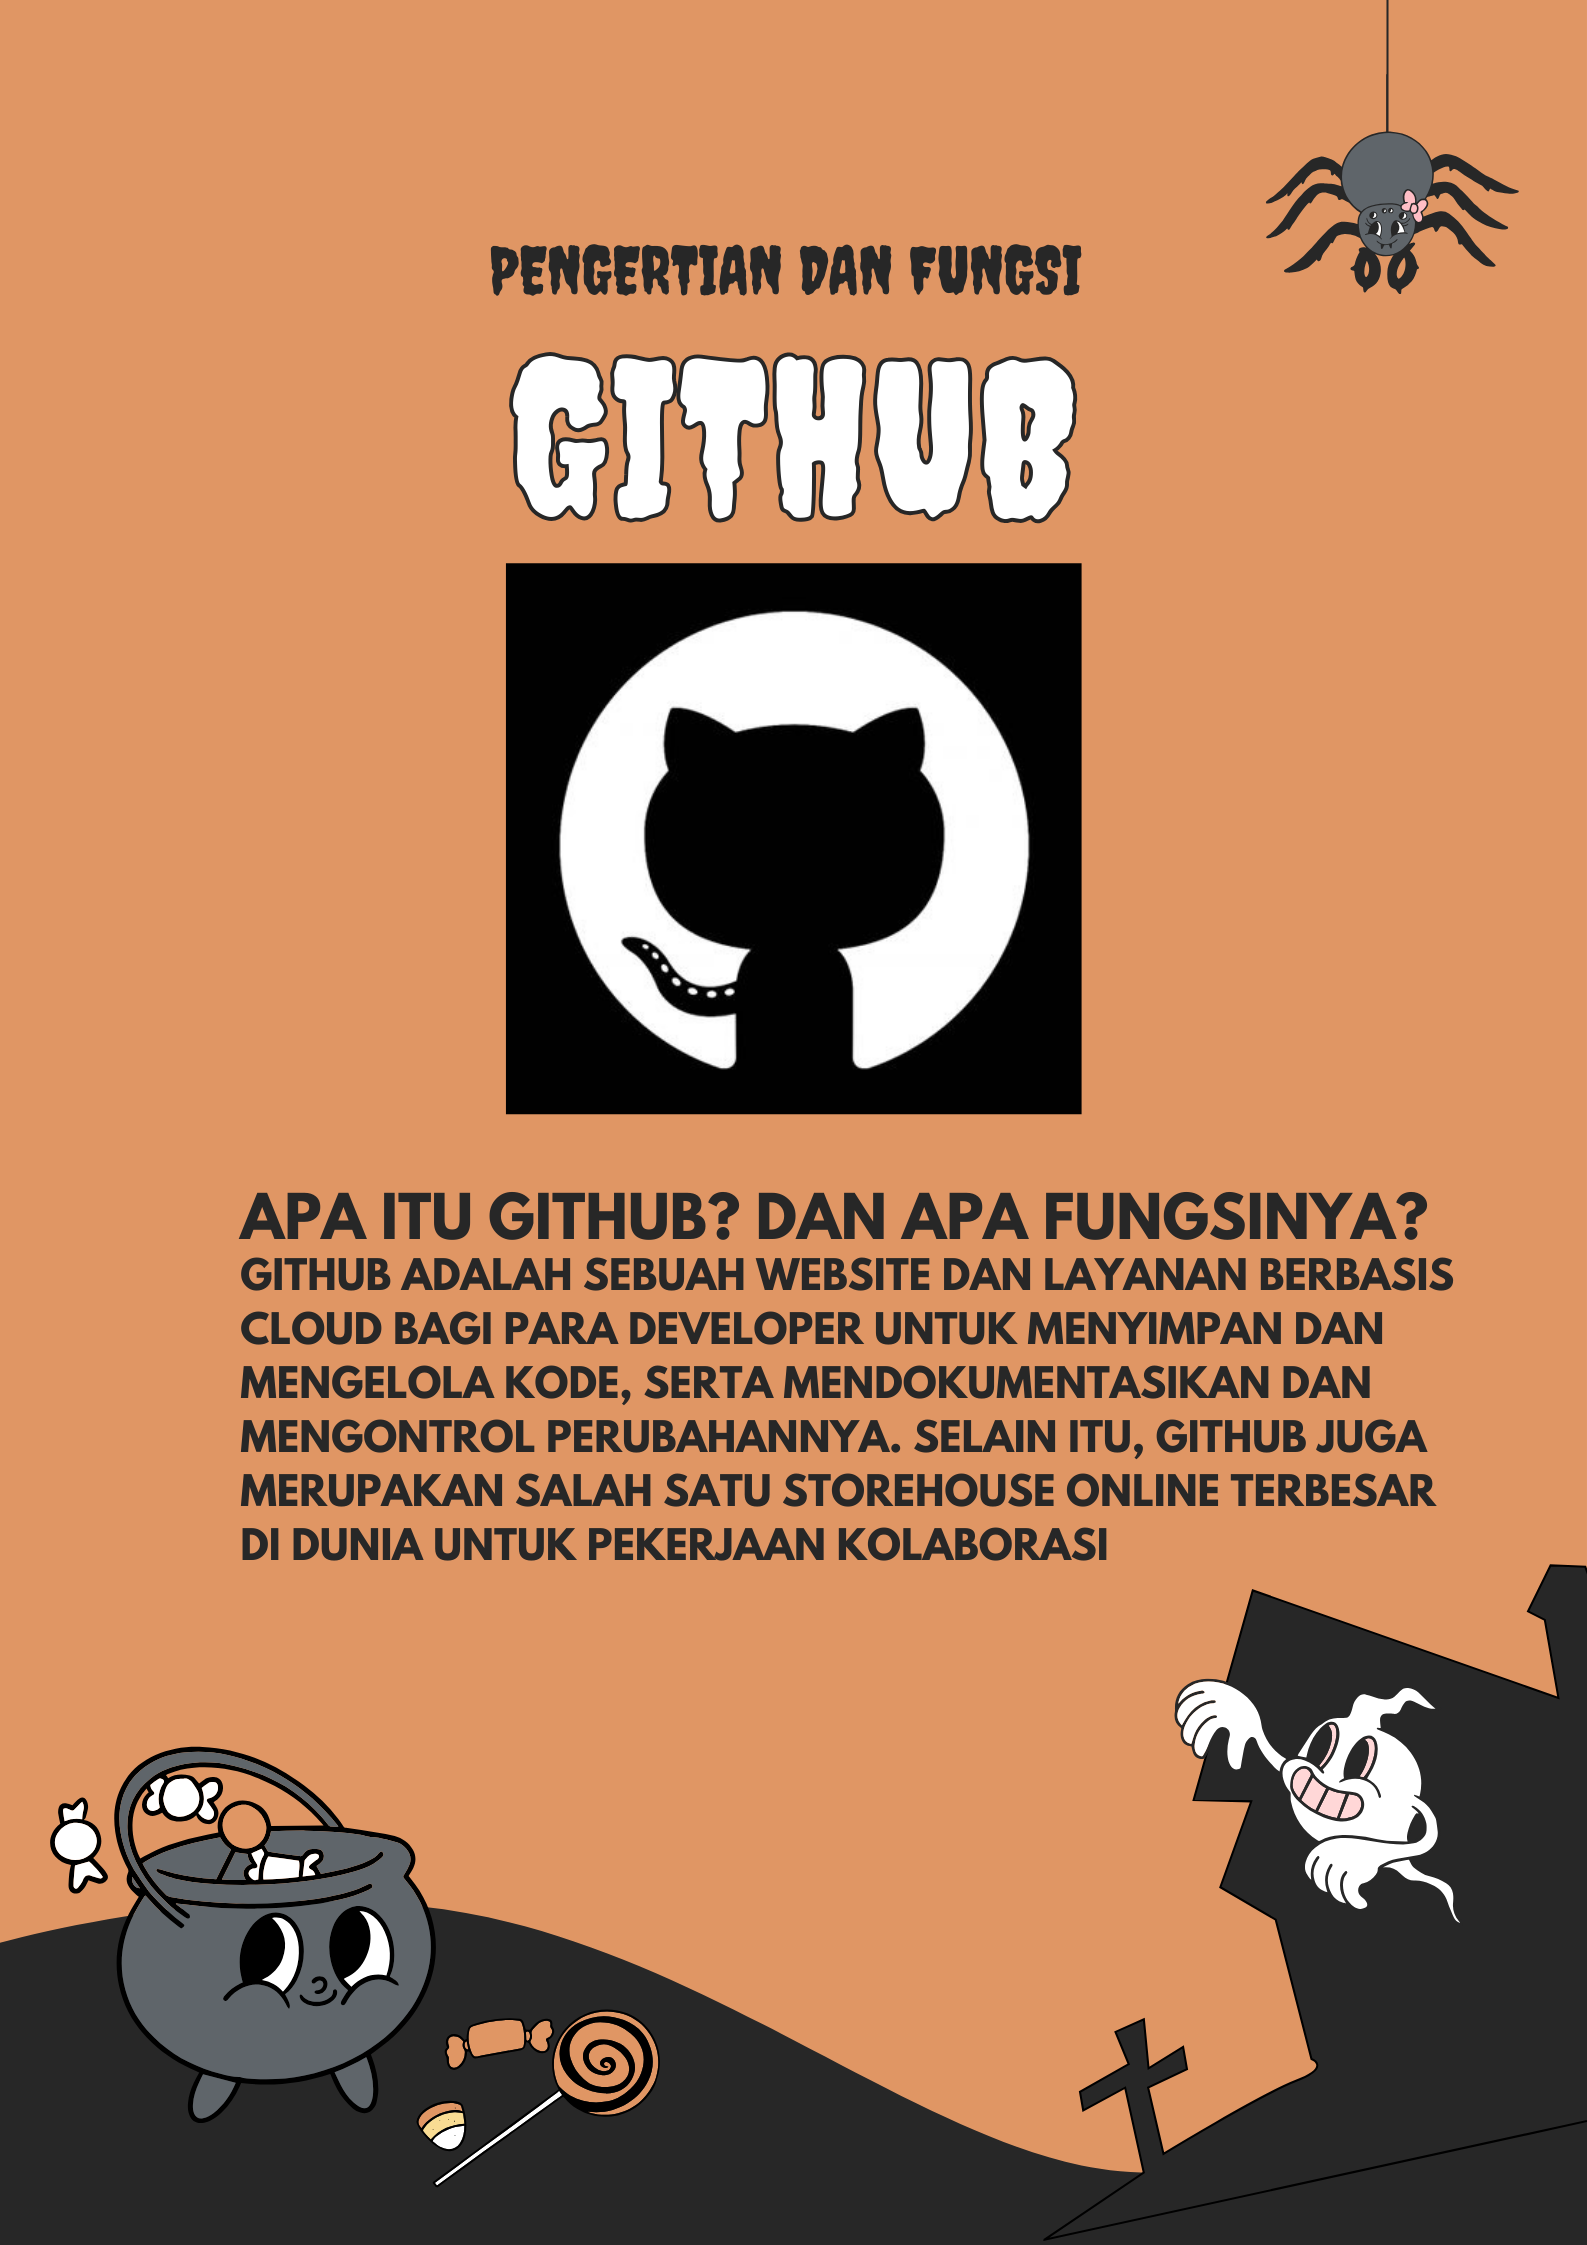 PENGERTIAN DAN FUNGSI
GITHUB
APA ITU GITHUB? DAN APA FUNGSINYA?
GITHUB ADALAH SEBUAH WEBSITE DAN LAYANAN BERBASIS
CLOUD BAGI PARA DEVELOPER UNTUK MENYIMPAN DAN
MENGELOLA KODE, SERTA MENDOKUMENTASIKAN DAN
MENGONTROL PERUBAHANNYA. SELAIN ITU, GITHUB JUGA
MERUPAKAN SALAH SATU STOREHOUSE ONLINE TERBESAR
DI DUNIA UNTUK PEKERJAAN KOLABORASI